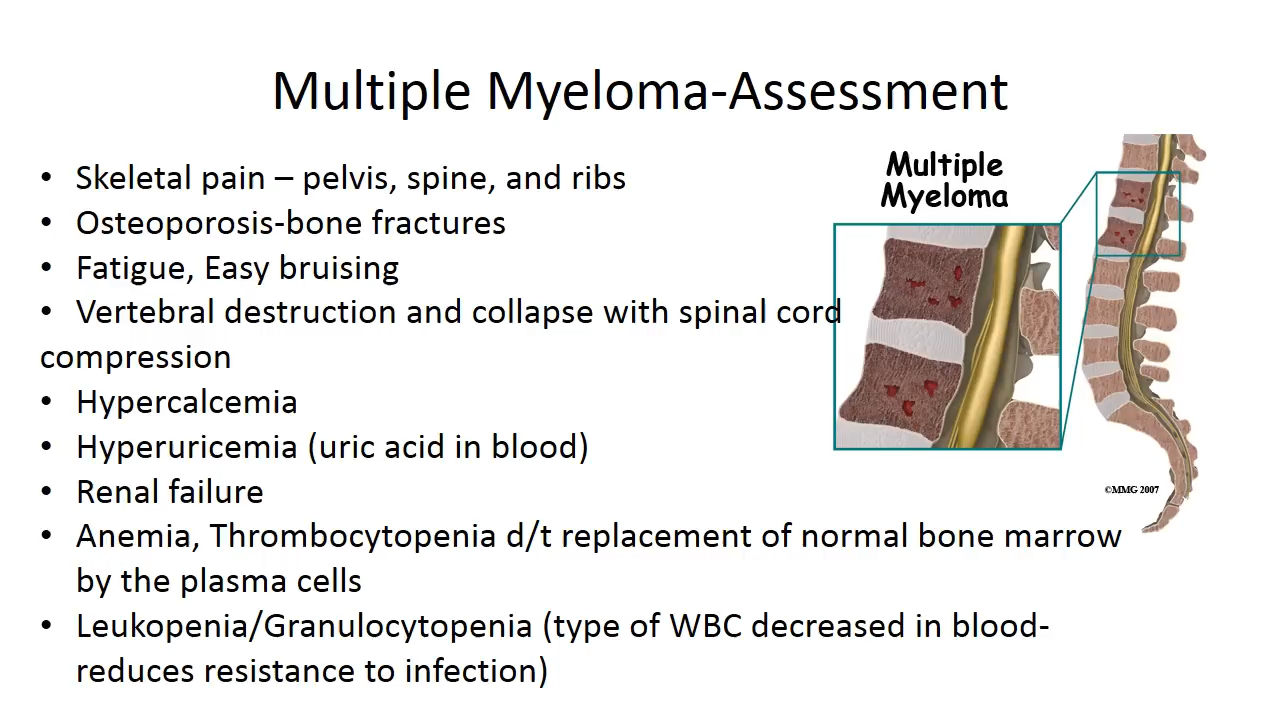 Multiple Myeloma-Assessment
• Skeletal pain – pelvis, spine, and ribs
• Osteoporosis-bone fractures
• Fatigue, Easy bruising
• Vertebral destruction and collapse with spinal cord
compression
• Hypercalcemia
• Hyperuricemia (uric acid in blood)
• Renal failure
• Anemia, Thrombocytopenia d/t replacement of normal bone marrow
by the plasma cells
• Leukopenia/Granulocytopenia (type of WBC decreased in blood-
reduces resistance to infection)
Multiple
Myeloma
©MMG 2007